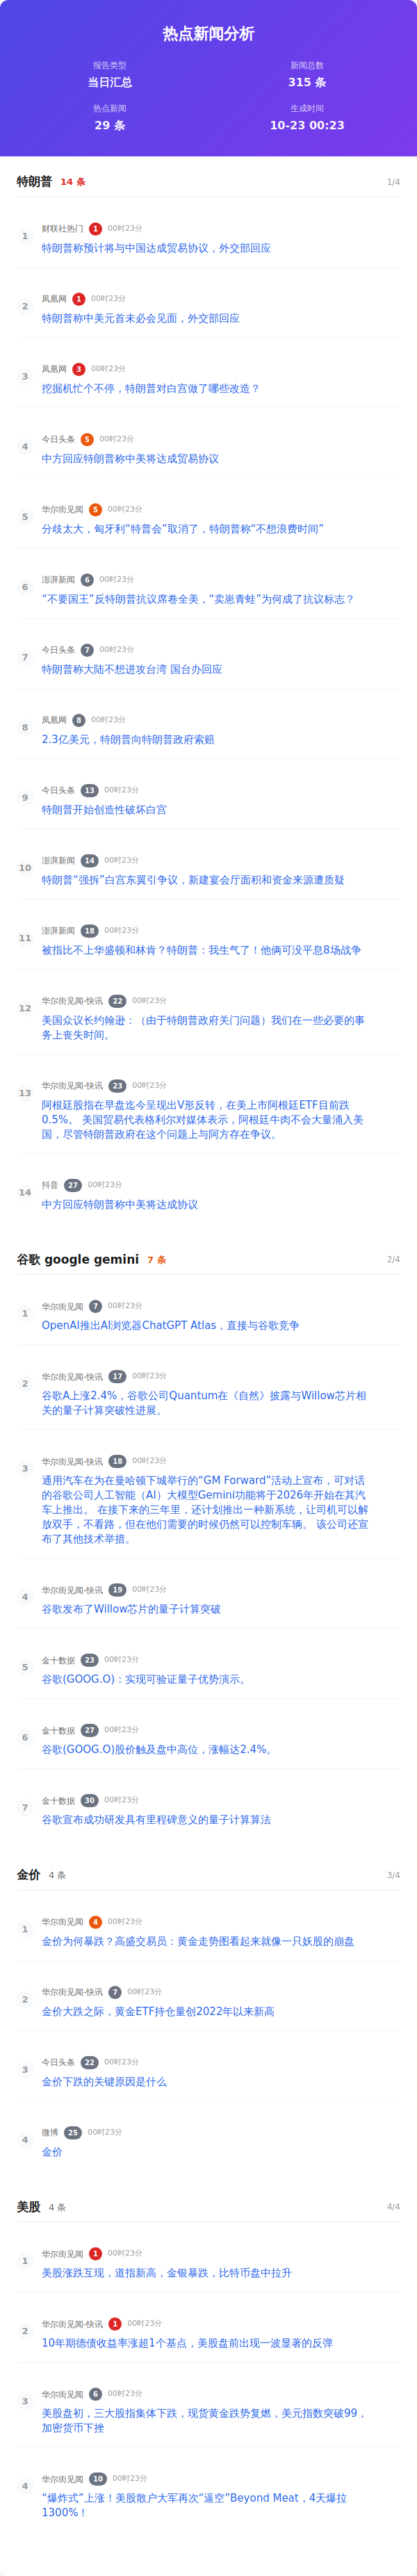 热点新闻分析
报告类型
当日汇总
新闻总数
315 条
热点新闻
29 条
生成时间
10-23 00:23
特朗普 14 条 1/4
1
财联社热门 1 00时23分
特朗普称预计将与中国达成贸易协议，外交部回应
2
凤凰网 1 00时23分
特朗普称中美元首未必会见面，外交部回应
3
凤凰网 3 00时23分
挖掘机忙个不停，特朗普对白宫做了哪些改造？
4
今日头条 5 00时23分
中方回应特朗普称中美将达成贸易协议
5
华尔街见闻 5 00时23分
分歧太大，匈牙利“特普会”取消了，特朗普称“不想浪费时间”
6
澎湃新闻 6 00时23分
“不要国王”反特朗普抗议席卷全美，“卖崽青蛙”为何成了抗议标志？
7
今日头条 7 00时23分
特朗普称大陆不想进攻台湾 国台办回应
8
凤凰网 8 00时23分
2.3亿美元，特朗普向特朗普政府索赔
9
今日头条 13 00时23分
特朗普开始创造性破坏白宫
10
澎湃新闻 14 00时23分
特朗普“强拆”白宫东翼引争议，新建宴会厅面积和资金来源遭质疑
11
澎湃新闻 18 00时23分
被指比不上华盛顿和林肯？特朗普：我生气了！他俩可没平息8场战争
12
华尔街见闻-快讯 22 00时23分
美国众议长约翰逊：（由于特朗普政府关门问题）我们在一些必要的事
务上丧失时间。
13
华尔街见闻-快讯 23 00时23分
阿根廷股指在早盘迄今呈现出V形反转，在美上市阿根廷ETF目前跌
0.5%。 美国贸易代表格利尔对媒体表示，阿根廷牛肉不会大量涌入美
国，尽管特朗普政府在这个问题上与阿方存在争议。
14
抖音 27 00时23分
中方回应特朗普称中美将达成协议
谷歌 google gemini 7 条 2/4
1
华尔街见闻 7 00时23分
OpenAI推出AI浏览器ChatGPT Atlas，直接与谷歌竞争
2
华尔街见闻-快讯 17 00时23分
谷歌A上涨2.4%，谷歌公司Quantum在《自然》披露与Willow芯片相
关的量子计算突破性进展。
3
华尔街见闻-快讯 18 00时23分
通用汽车在为在曼哈顿下城举行的“GM Forward”活动上宣布，可对话
的谷歌公司人工智能（AI）大模型Gemini功能将于2026年开始在其汽
车上推出。 在接下来的三年里，还计划推出一种新系统，让司机可以解
放双手，不看路，但在他们需要的时候仍然可以控制车辆。 该公司还宣
布了其他技术举措。
4
华尔街见闻-快讯 19 00时23分
谷歌发布了Willow芯片的量子计算突破
5
金十数据 23 00时23分
谷歌(GOOG.O)：实现可验证量子优势演示。
6
金十数据 27 00时23分
谷歌(GOOG.O)股价触及盘中高位，涨幅达2.4%。
7
金十数据 30 00时23分
谷歌宣布成功研发具有里程碑意义的量子计算算法
金价 4 条 3/4
1
华尔街见闻 4 00时23分
金价为何暴跌？高盛交易员：黄金走势图看起来就像一只妖股的崩盘
2
华尔街见闻-快讯 7 00时23分
金价大跌之际，黄金ETF持仓量创2022年以来新高
3
今日头条 22 00时23分
金价下跌的关键原因是什么
4
微博 25 00时23分
金价
美股 4 条 4/4
1
华尔街见闻 1 00时23分
美股涨跌互现，道指新高，金银暴跌，比特币盘中拉升
2
华尔街见闻-快讯 1 00时23分
10年期德债收益率涨超1个基点，美股盘前出现一波显著的反弹
3
华尔街见闻 6 00时23分
美股盘初，三大股指集体下跌，现货黄金跌势复燃，美元指数突破99，
加密货币下挫
4
华尔街见闻 10 00时23分
“爆炸式”上涨！美股散户大军再次“逼空”Beyond Meat，4天爆拉
1300%！